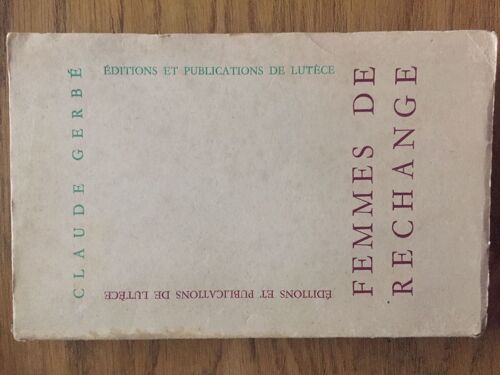 CLAUDE GERBÉ
ÉDITIONS ET PUBLICATIONS DE LUTÈCE
ÉDITIONS ET PUBLICATIONS DE LUTÈCE
FEMMES DE
RECHANGE